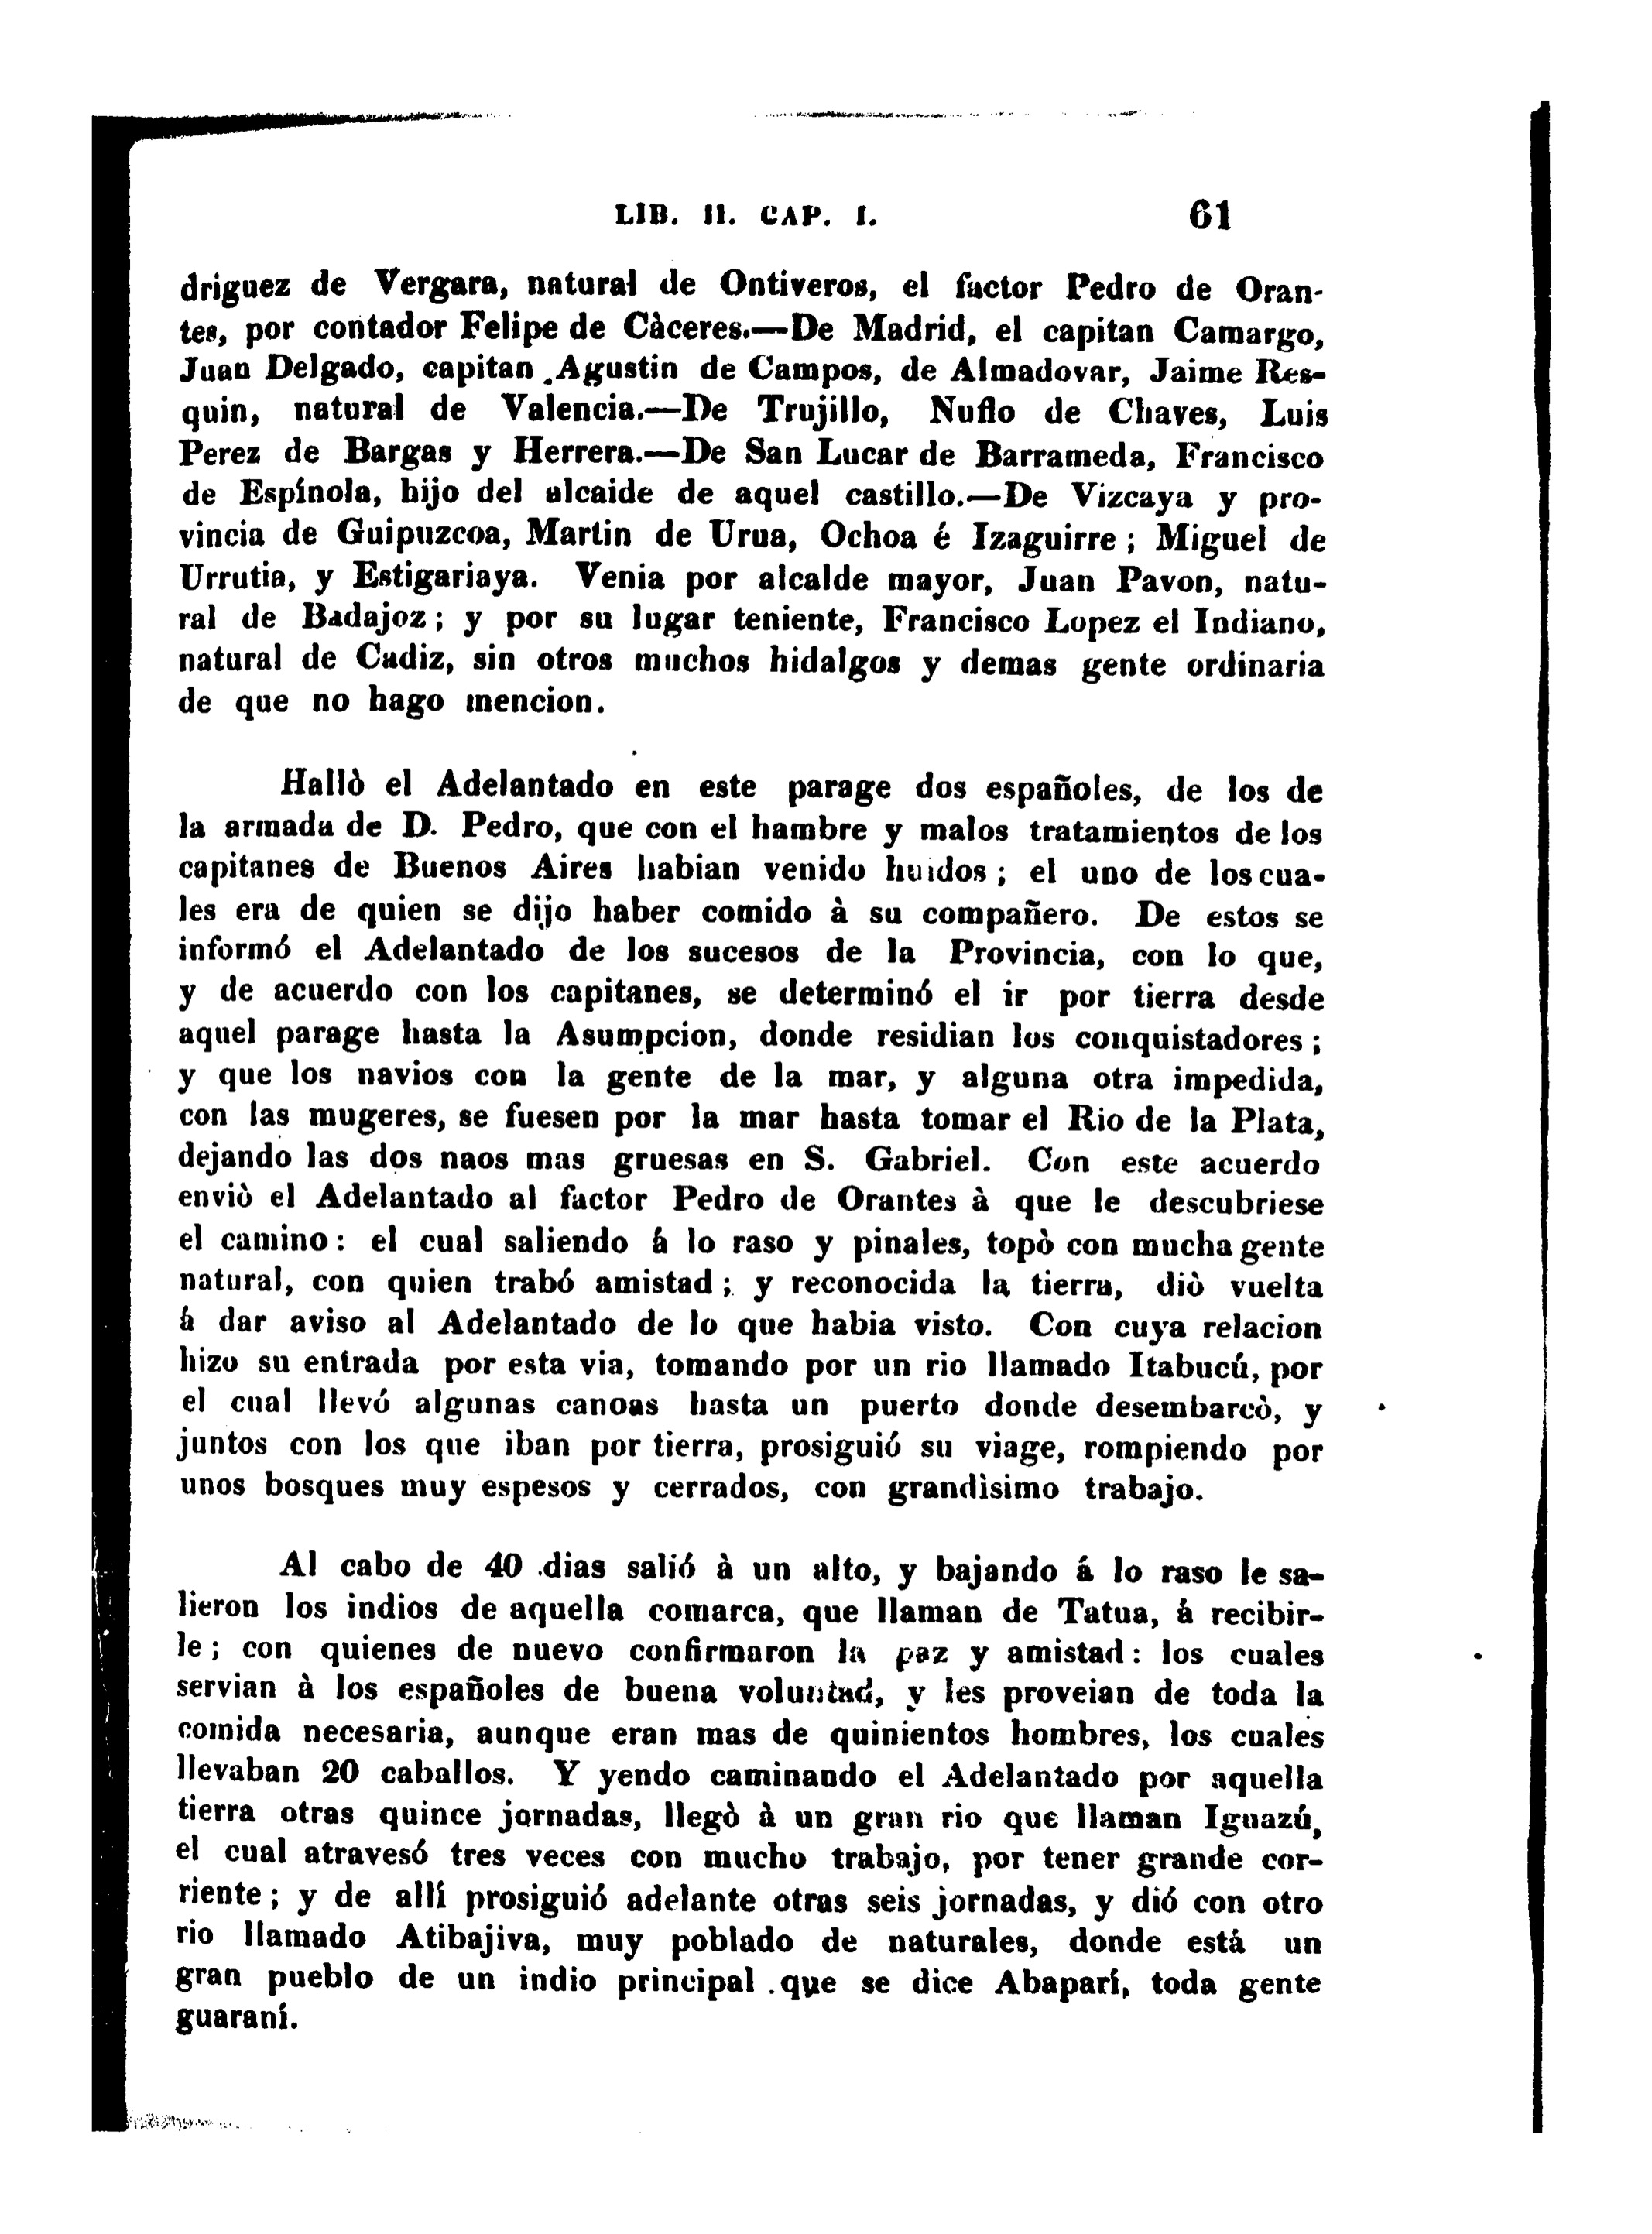 LIB. II. CAP. I. 61
driguez de Vergara, natural de Ontiveros, el factor Pedro de Oran-
tes, por contador Felipe de Càceres.—De Madrid, el capitan Camargo,
Juan Delgado, capitan Agustin de Campos, de Almadovar, Jaime Res-
quin, natural de Valencia.—De Trujillo, Nuflo de Chaves, Luis
Perez de Bargas y Herrera.—De San Lucar de Barrameda, Francisco
de Espínola, hijo del alcaide de aquel castillo.—De Vizcaya y pro-
vincia de Guipuzcoa, Martin de Urua, Ochoa é Izaguirre ; Miguel de
Urrutia, y Estigariaya. Venia por alcalde mayor, Juan Pavon, natu-
ral de Badajoz ; y por su lugar teniente, Francisco Lopez el Indiano,
natural de Cadiz, sin otros muchos hidalgos y demas gente ordinaria
de que no hago mencion.
Hallò el Adelantado en este parage dos españoles, de los de
la armada de D. Pedro, que con el hambre y malos tratamientos de los
capitanes de Buenos Aires habian venido huidos ; el uno de los cua-
les era de quien se dijo haber comido à su compañero. De estos se
informó el Adelantado de los sucesos de la Provincia, con lo que,
y de acuerdo con los capitanes, se determinó el ir por tierra desde
aquel parage hasta la Asumpcion, donde residian los conquistadores ;
y que los navios con la gente de la mar, y alguna otra impedida,
con las mugeres, se fuesen por la mar hasta tomar el Rio de la Plata,
dejando las dos naos mas gruesas en S. Gabriel. Con este acuerdo
enviò el Adelantado al factor Pedro de Orantes à que le descubriese
el camino : el cual saliendo á lo raso y pinales, topò con mucha gente
natural, con quien trabó amistad ; y reconocida la tierra, diò vuelta
á dar aviso al Adelantado de lo que habia visto. Con cuya relacion
hizo su entrada por esta via, tomando por un rio llamado Itabucú, por
el cual llevó algunas canoas hasta un puerto donde desembarcò, y
juntos con los que iban por tierra, prosiguió su viage, rompiendo por
unos bosques muy espesos y cerrados, con grandìsimo trabajo.
Al cabo de 40 dias salió à un alto, y bajando á lo raso le sa-
lieron los indios de aquella comarca, que llaman de Tatua, á recibir-
le ; con quienes de nuevo confirmaron la paz y amistad : los cuales
servian à los españoles de buena voluntad, y les proveian de toda la
comida necesaria, aunque eran mas de quinientos hombres, los cuales
llevaban 20 caballos. Y yendo caminando el Adelantado por aquella
tierra otras quince jornadas, llegò à un gran rio que llaman Iguazú,
el cual atravesó tres veces con mucho trabajo, por tener grande cor-
riente ; y de allí prosiguió adelante otras seis jornadas, y dió con otro
rio llamado Atibajiva, muy poblado de naturales, donde está un
gran pueblo de un indio principal que se dice Abaparí, toda gente
guaraní.